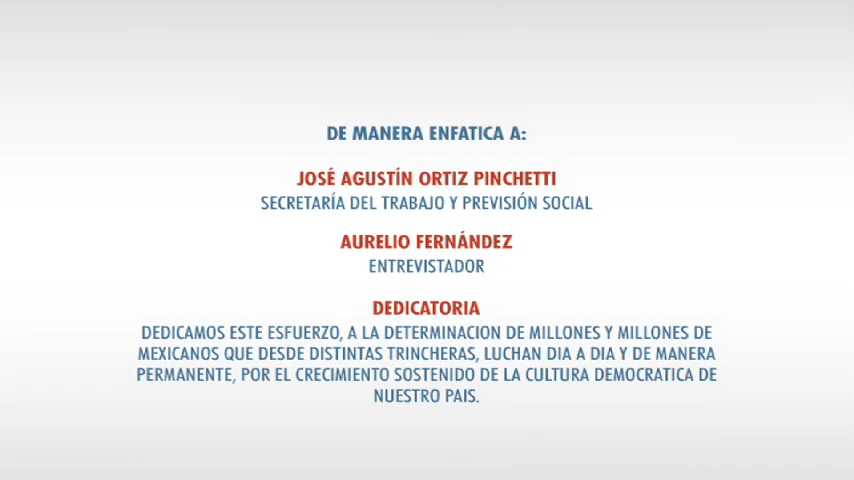 DE MANERA ENFATICA A:
JOSÉ AGUSTÍN ORTIZ PINCHETTI
SECRETARÍA DEL TRABAJO Y PREVISIÓN SOCIAL
AURELIO FERNÁNDEZ
ENTREVISTADOR
DEDICATORIA
DEDICAMOS ESTE ESFUERZO, A LA DETERMINACION DE MILLONES Y MILLONES DE
MEXICANOS QUE DESDE DISTINTAS TRINCHERAS, LUCHAN DIA A DIA Y DE MANERA
PERMANENTE, POR EL CRECIMIENTO SOSTENIDO DE LA CULTURA DEMOCRATICA DE
NUESTRO PAIS.